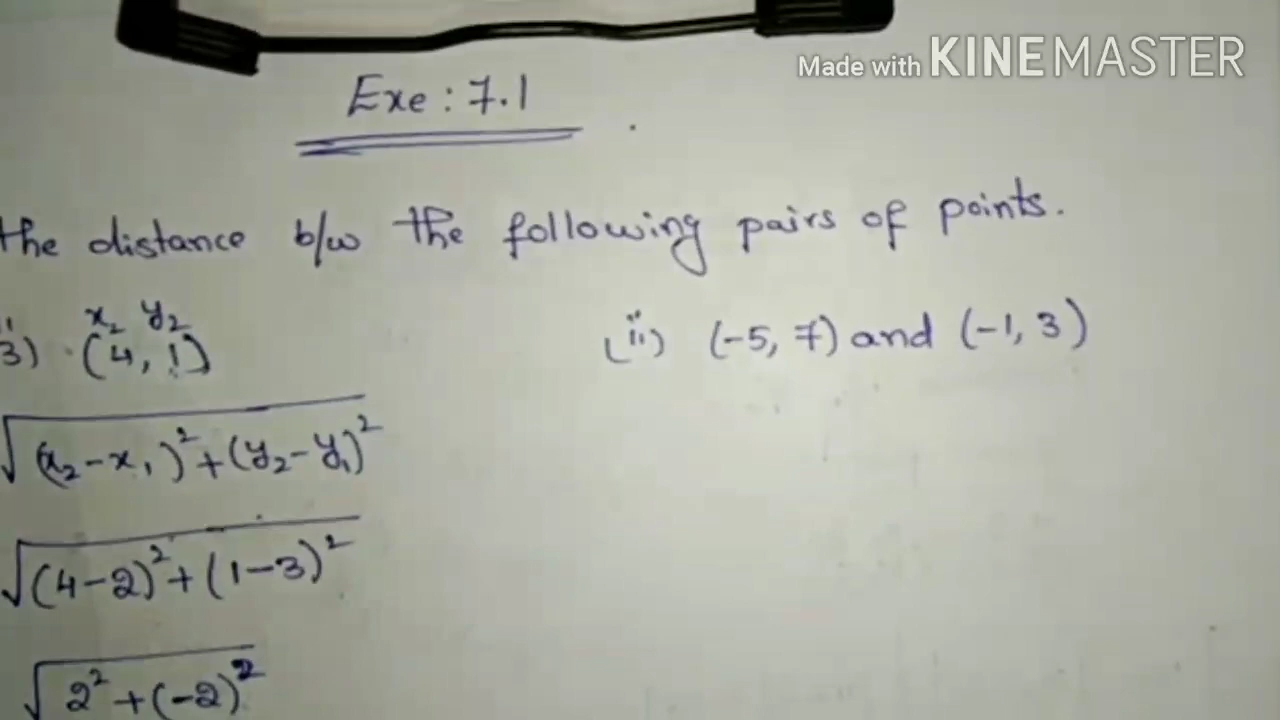 Made with KINEMASTER
Exe : 7.1
the distance b/w the following pairs of points.
x₂ y₂
3) (4, 1)
(ii) (-5, 7) and (-1, 3)
√(x₂-x₁)²+(y₂-y₁)²
√(4-2)²+(1-3)²
√2²+(-2)²